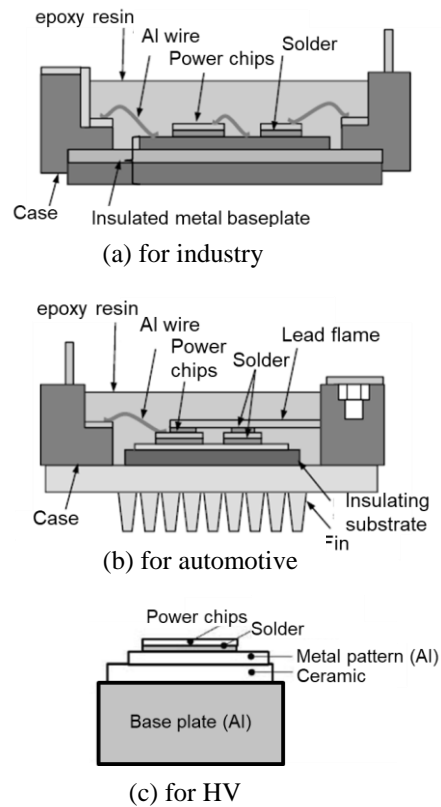 epoxy resin
Al wire
Power chips
Solder
Case
Insulated metal baseplate
(a) for industry
epoxy resin
Al wire
Power
chips
Solder
Lead flame
Case
Insulating
substrate
Fin
(b) for automotive
Power chips
Solder
Metal pattern (Al)
Ceramic
Base plate (Al)
(c) for HV